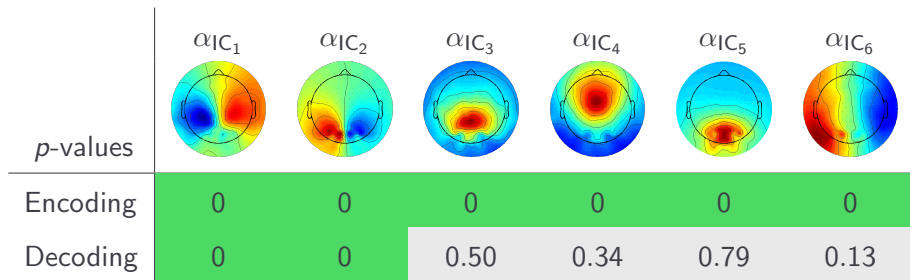 α_IC₁ α_IC₂ α_IC₃ α_IC₄ α_IC₅ α_IC₆
p-values
Encoding 0 0 0 0 0 0
Decoding 0 0 0.50 0.34 0.79 0.13